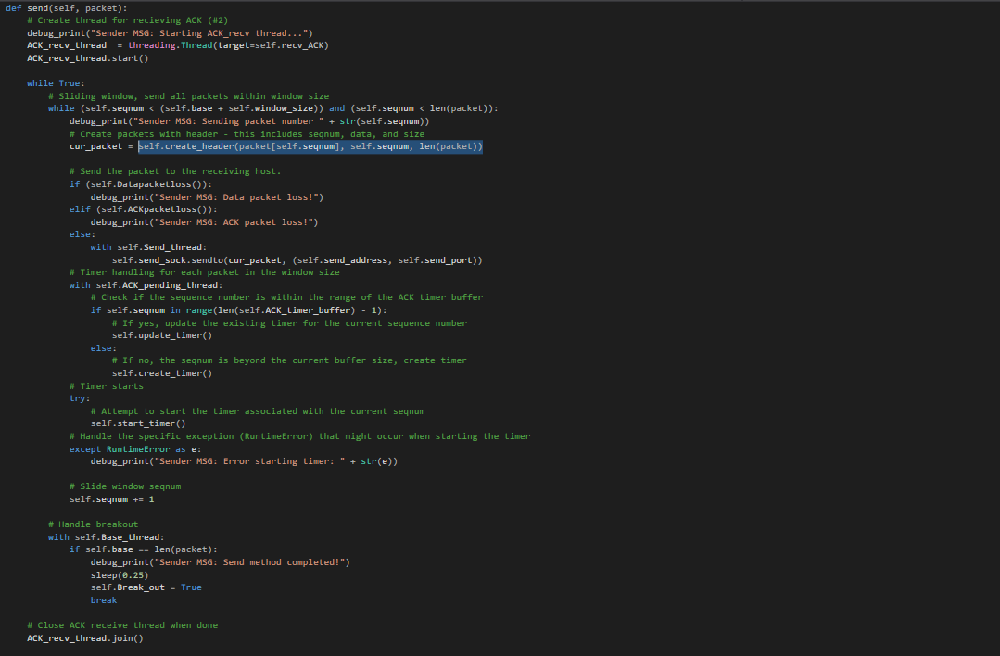 def send(self, packet):
# Create thread for recieving ACK (#2)
debug_print("Sender MSG: Starting ACK_recv thread...")
ACK_recv_thread  = threading.Thread(target=self.recv_ACK)
ACK_recv_thread.start()
while True:
# Sliding window, send all packets within window size
while (self.seqnum < (self.base + self.window_size)) and (self.seqnum < len(packet)):
debug_print("Sender MSG: Sending packet number " + str(self.seqnum))
# Create packets with header - this includes seqnum, data, and size
cur_packet = self.create_header(packet[self.seqnum], self.seqnum, len(packet))
# Send the packet to the receiving host.
if (self.Datapacketloss()):
debug_print("Sender MSG: Data packet loss!")
elif (self.ACKpacketloss()):
debug_print("Sender MSG: ACK packet loss!")
else:
with self.Send_thread:
self.send_sock.sendto(cur_packet, (self.send_address, self.send_port))
# Timer handling for each packet in the window size
with self.ACK_pending_thread:
# Check if the sequence number is within the range of the ACK timer buffer
if self.seqnum in range(len(self.ACK_timer_buffer) - 1):
# If yes, update the existing timer for the current sequence number
self.update_timer()
else:
# If no, the seqnum is beyond the current buffer size, create timer
self.create_timer()
# Timer starts
try:
# Attempt to start the timer associated with the current seqnum
self.start_timer()
# Handle the specific exception (RuntimeError) that might occur when starting the timer
except RuntimeError as e:
debug_print("Sender MSG: Error starting timer: " + str(e))
# Slide window seqnum
self.seqnum += 1
# Handle breakout
with self.Base_thread:
if self.base == len(packet):
debug_print("Sender MSG: Send method completed!")
sleep(0.25)
self.Break_out = True
break
# Close ACK receive thread when done
ACK_recv_thread.join()